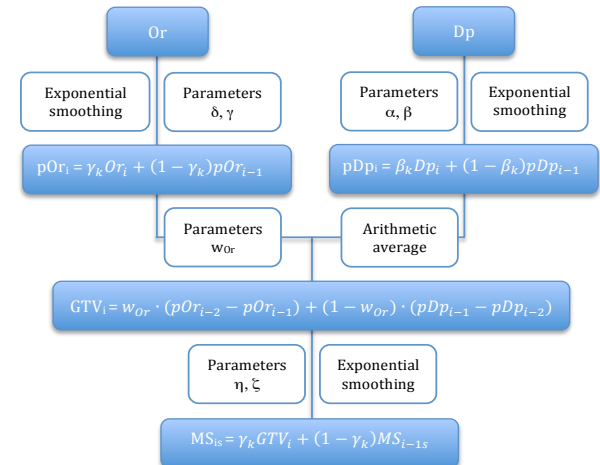 Or
Dp
Exponential
smoothing
Parameters
δ, γ
Parameters
α, β
Exponential
smoothing
pOrᵢ = γₖOrᵢ + (1 − γₖ)pOrᵢ₋₁
pDpᵢ = βₖDpᵢ + (1 − βₖ)pDpᵢ₋₁
Parameters
w_Or
Arithmetic
average
GTVᵢ = w_Or · (pOrᵢ₋₂ − pOrᵢ₋₁) + (1 − w_Or) · (pDpᵢ₋₁ − pDpᵢ₋₂)
Parameters
η, ζ
Exponential
smoothing
MSᵢₛ = γₖGTVᵢ + (1 − γₖ)MSᵢ₋₁ₛ